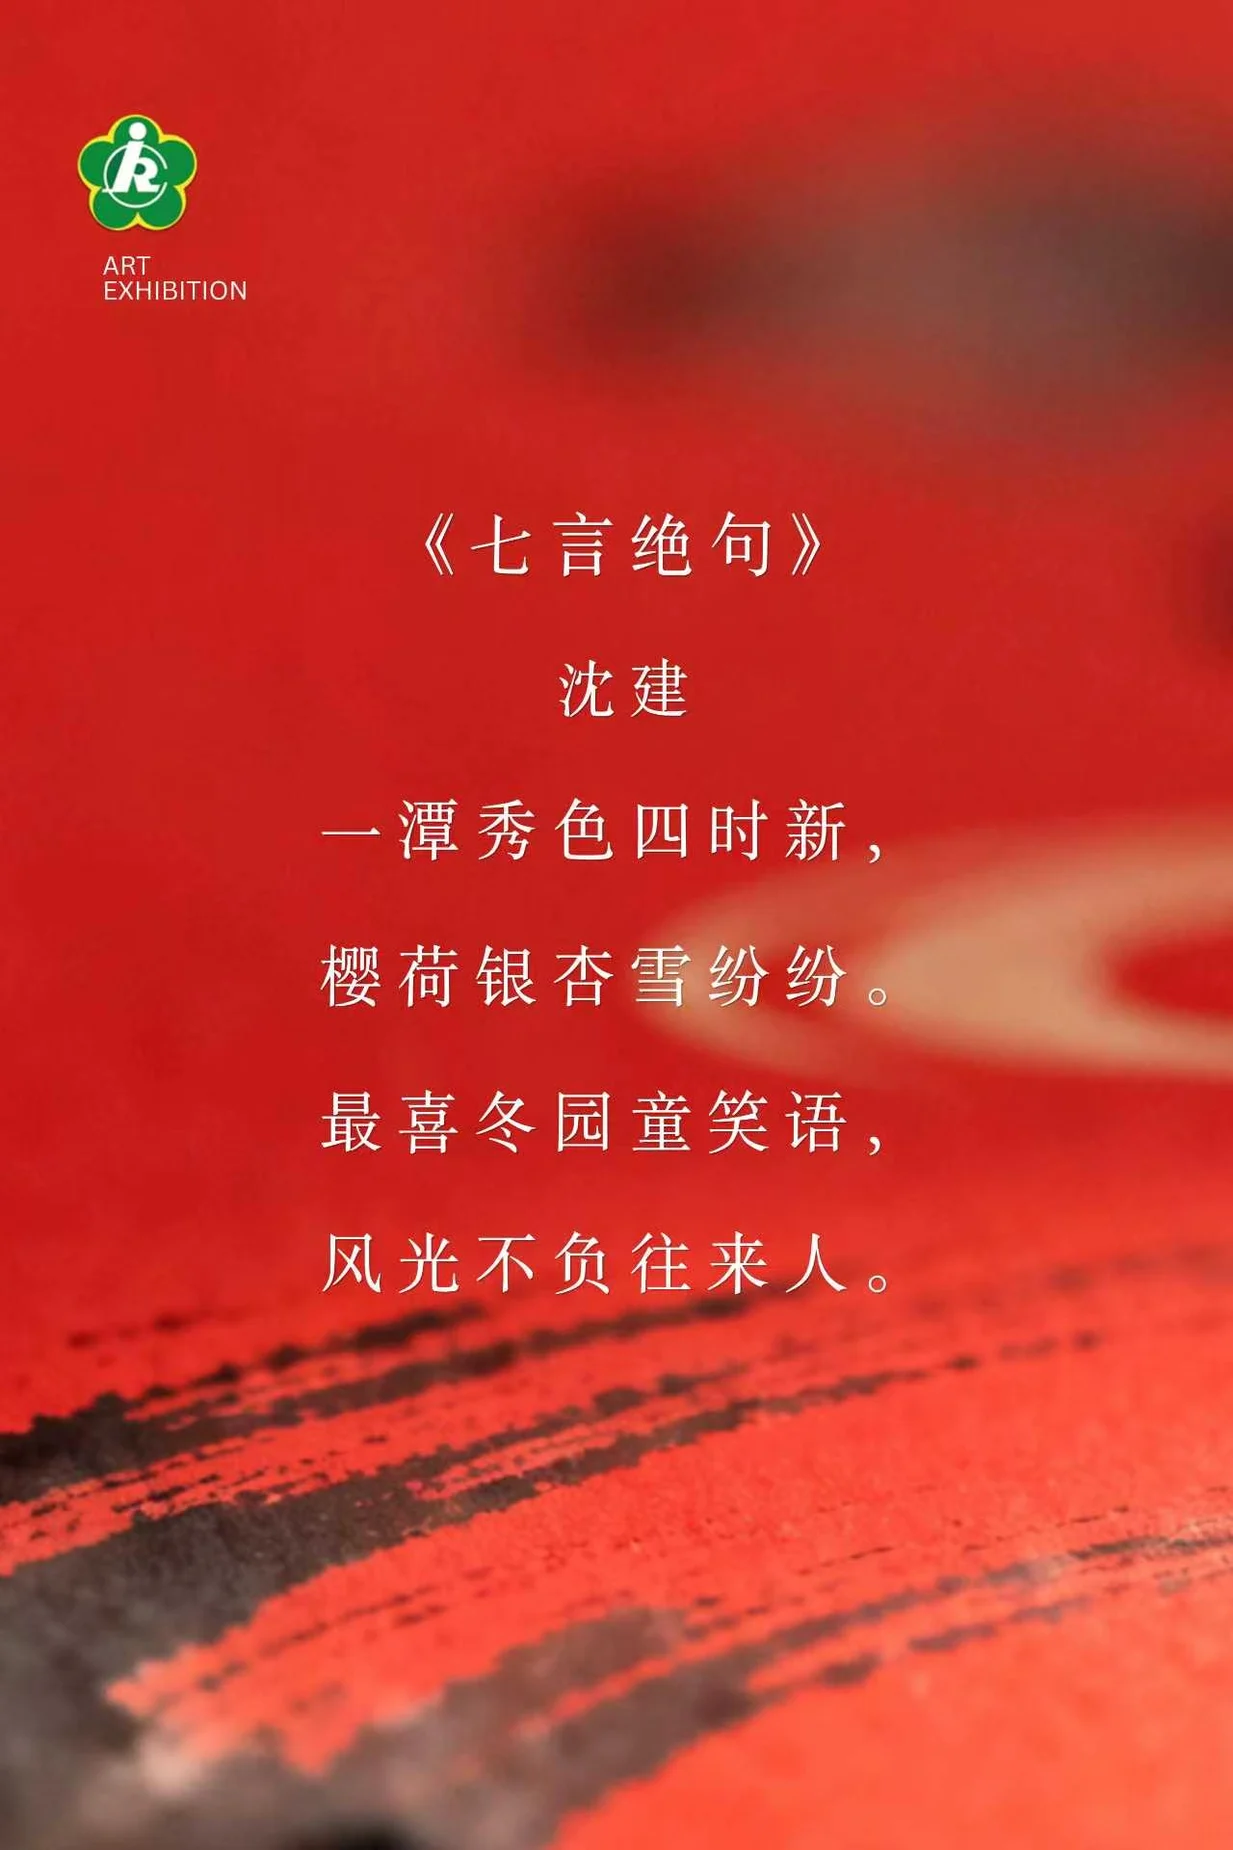 ART
EXHIBITION
《七言绝句》
沈建
一潭秀色四时新，
樱荷银杏雪纷纷。
最喜冬园童笑语，
风光不负往来人。